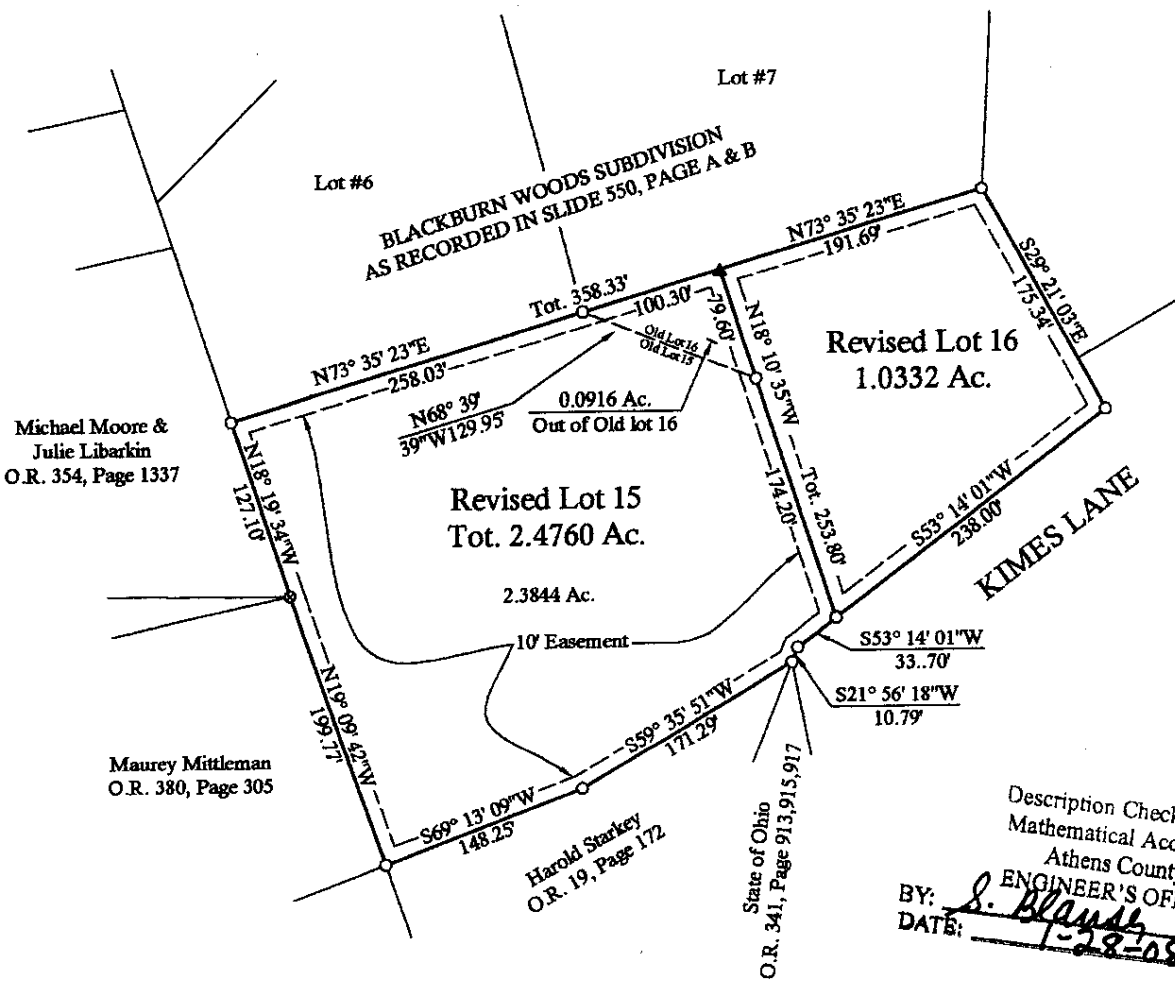 Lot #7
Lot #6
BLACKBURN WOODS SUBDIVISION
AS RECORDED IN SLIDE 550, PAGE A & B
N73° 35' 23"E
191.69'
S29° 21' 03"E
175.34'
Tot. 358.33'
100.30'
N73° 35' 23"E
258.03'
79.60'
Old Lot 16
Old Lot 15
N18° 10' 35"W
Tot. 253.80'
174.20'
Revised Lot 16
1.0332 Ac.
N68° 39'
39"W129.95'
0.0916 Ac.
Out of Old lot 16
Michael Moore &
Julie Libarkin
O.R. 354, Page 1337
N18° 19' 34"W
127.10'
Revised Lot 15
Tot. 2.4760 Ac.
2.3844 Ac.
10' Easement
S53° 14' 01"W
238.00'
KIMES LANE
S53° 14' 01"W
33..70'
S21° 56' 18"W
10.79'
N19° 09' 42"W
199.77'
Maurey Mittleman
O.R. 380, Page 305
S59° 35' 51"W
171.29'
S69° 13' 09"W
148.25'
Harold Starkey
O.R. 19, Page 172
State of Ohio
O.R. 341, Page 913,915,917
Description Check
Mathematical Acc
Athens County
ENGINEER'S OF
BY: S.
DATE: 1-28-08